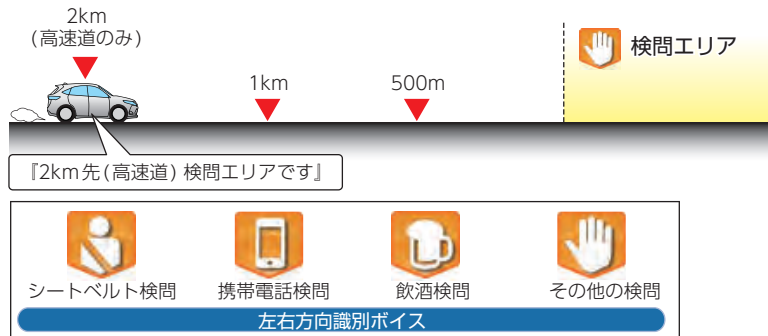 2km
(高速道のみ)
1km
500m
検問エリア
『2km先(高速道) 検問エリアです』
シートベルト検問
携帯電話検問
飲酒検問
その他の検問
左右方向識別ボイス